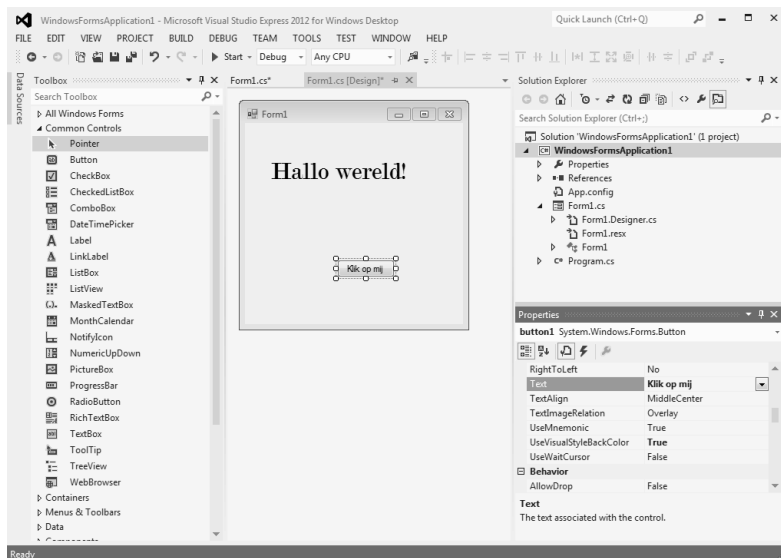 WindowsFormsApplication1 - Microsoft Visual Studio Express 2012 for Windows Desktop
Quick Launch (Ctrl+Q)
FILE EDIT VIEW PROJECT BUILD DEBUG TEAM TOOLS TEST WINDOW HELP
Start Debug Any CPU
Data Sources
Toolbox
Search Toolbox
All Windows Forms
Common Controls
Pointer
Button
CheckBox
CheckedListBox
ComboBox
DateTimePicker
Label
LinkLabel
ListBox
ListView
MaskedTextBox
MonthCalendar
NotifyIcon
NumericUpDown
PictureBox
ProgressBar
RadioButton
RichTextBox
TextBox
ToolTip
TreeView
WebBrowser
Containers
Menus & Toolbars
Data
Components
Form1.cs*
Form1.cs [Design]*
Form1
Hallo wereld!
Klik op mij
Solution Explorer
Search Solution Explorer (Ctrl+;)
Solution 'WindowsFormsApplication1' (1 project)
WindowsFormsApplication1
Properties
References
App.config
Form1.cs
Form1.Designer.cs
Form1.resx
Form1
C# Program.cs
Properties
button1 System.Windows.Forms.Button
RightToLeft No
Text Klik op mij
TextAlign MiddleCenter
TextImageRelation Overlay
UseMnemonic True
UseVisualStyleBackColor True
UseWaitCursor False
Behavior
AllowDrop False
Text
The text associated with the control.
Ready